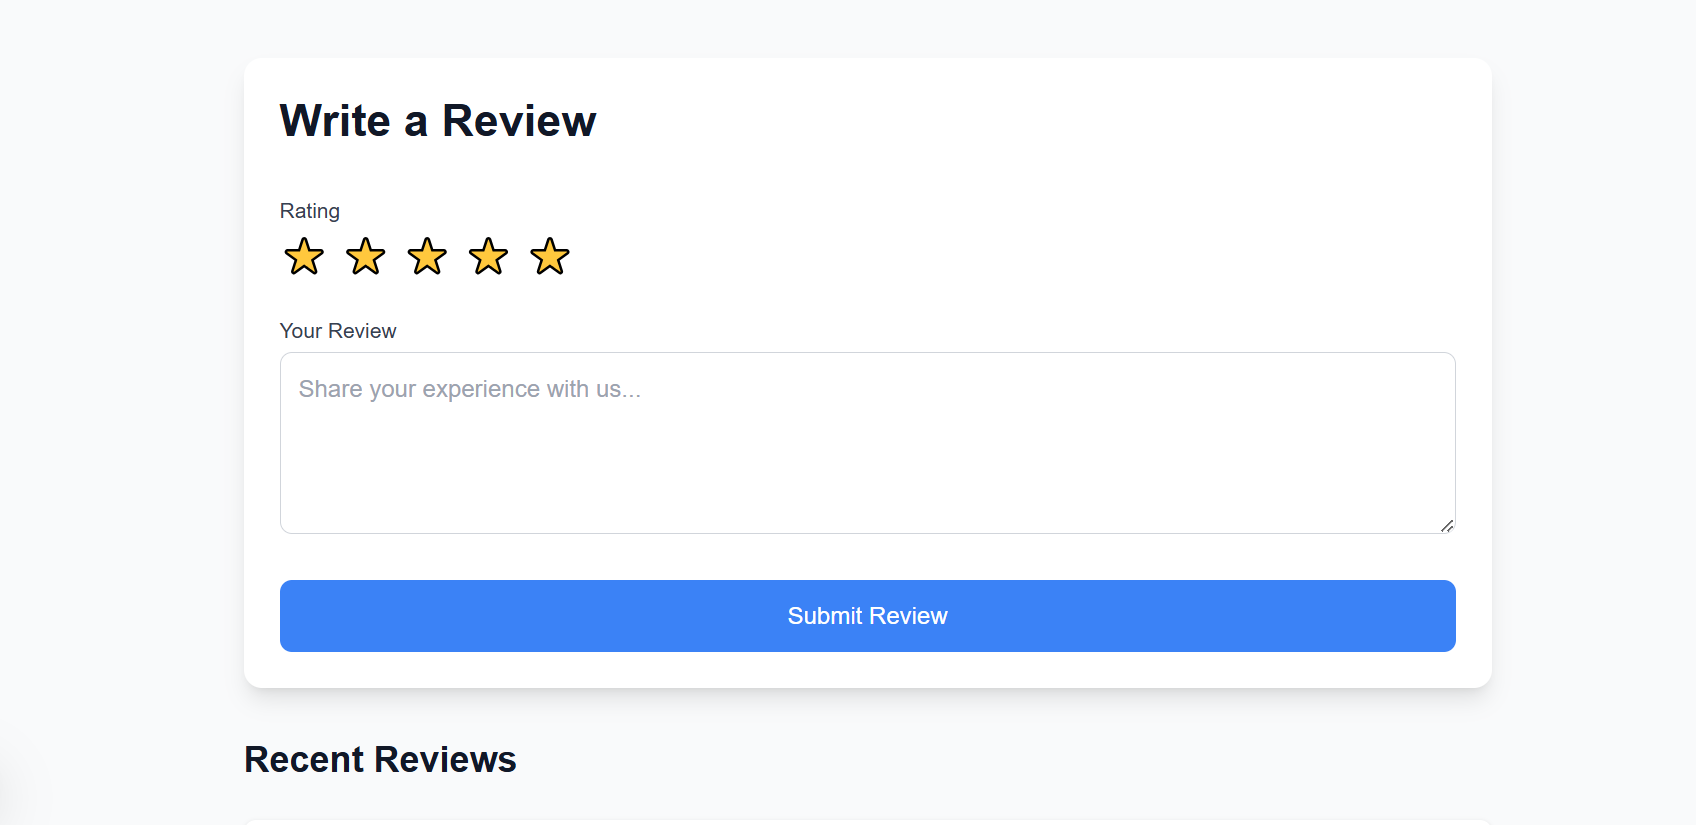 Write a Review
Rating
Your Review
Share your experience with us...
Submit Review
Recent Reviews